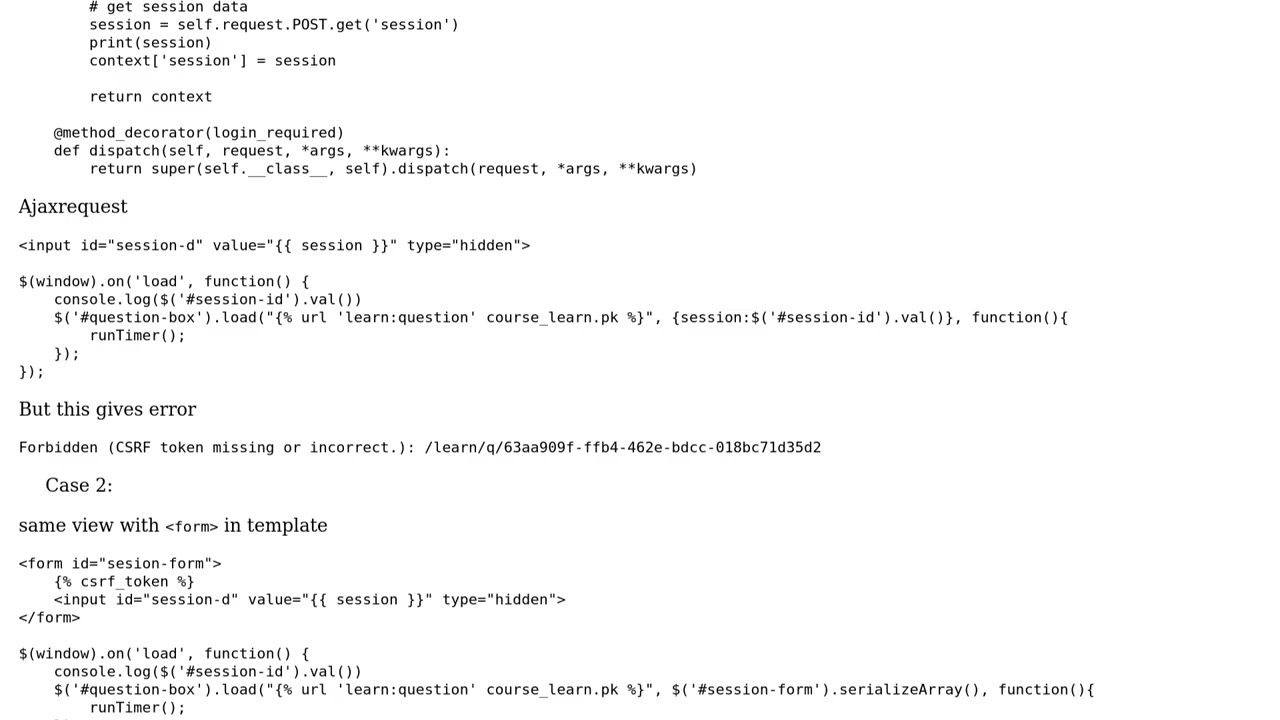 # get session data
session = self.request.POST.get('session')
print(session)
context['session'] = session
return context
@method_decorator(login_required)
def dispatch(self, request, *args, **kwargs):
return super(self.__class__, self).dispatch(request, *args, **kwargs)
Ajaxrequest
<input id="session-d" value="{{ session }}" type="hidden">
$(window).on('load', function() {
console.log($('#session-id').val())
$('#question-box').load("{% url 'learn:question' course_learn.pk %}", {session:$('#session-id').val()}, function(){
runTimer();
});
});
But this gives error
Forbidden (CSRF token missing or incorrect.): /learn/q/63aa909f-ffb4-462e-bdcc-018bc71d35d2
Case 2:
same view with <form> in template
<form id="sesion-form">
{% csrf_token %}
<input id="session-d" value="{{ session }}" type="hidden">
</form>
$(window).on('load', function() {
console.log($('#session-id').val())
$('#question-box').load("{% url 'learn:question' course_learn.pk %}", $('#session-form').serializeArray(), function(){
runTimer();